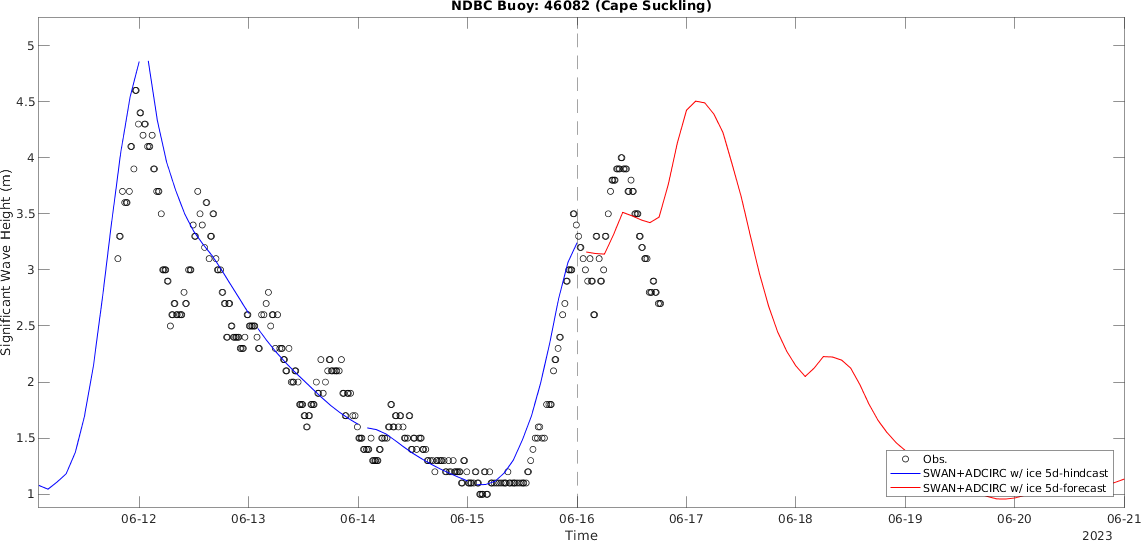 NDBC Buoy: 46082 (Cape Suckling)
Significant Wave Height (m)
5
4.5
4
3.5
3
2.5
2
1.5
1
Obs.
SWAN+ADCIRC w/ ice 5d-hindcast
SWAN+ADCIRC w/ ice 5d-forecast
06-12 06-13 06-14 06-15 06-16 06-17 06-18 06-19 06-20 06-21
Time
2023